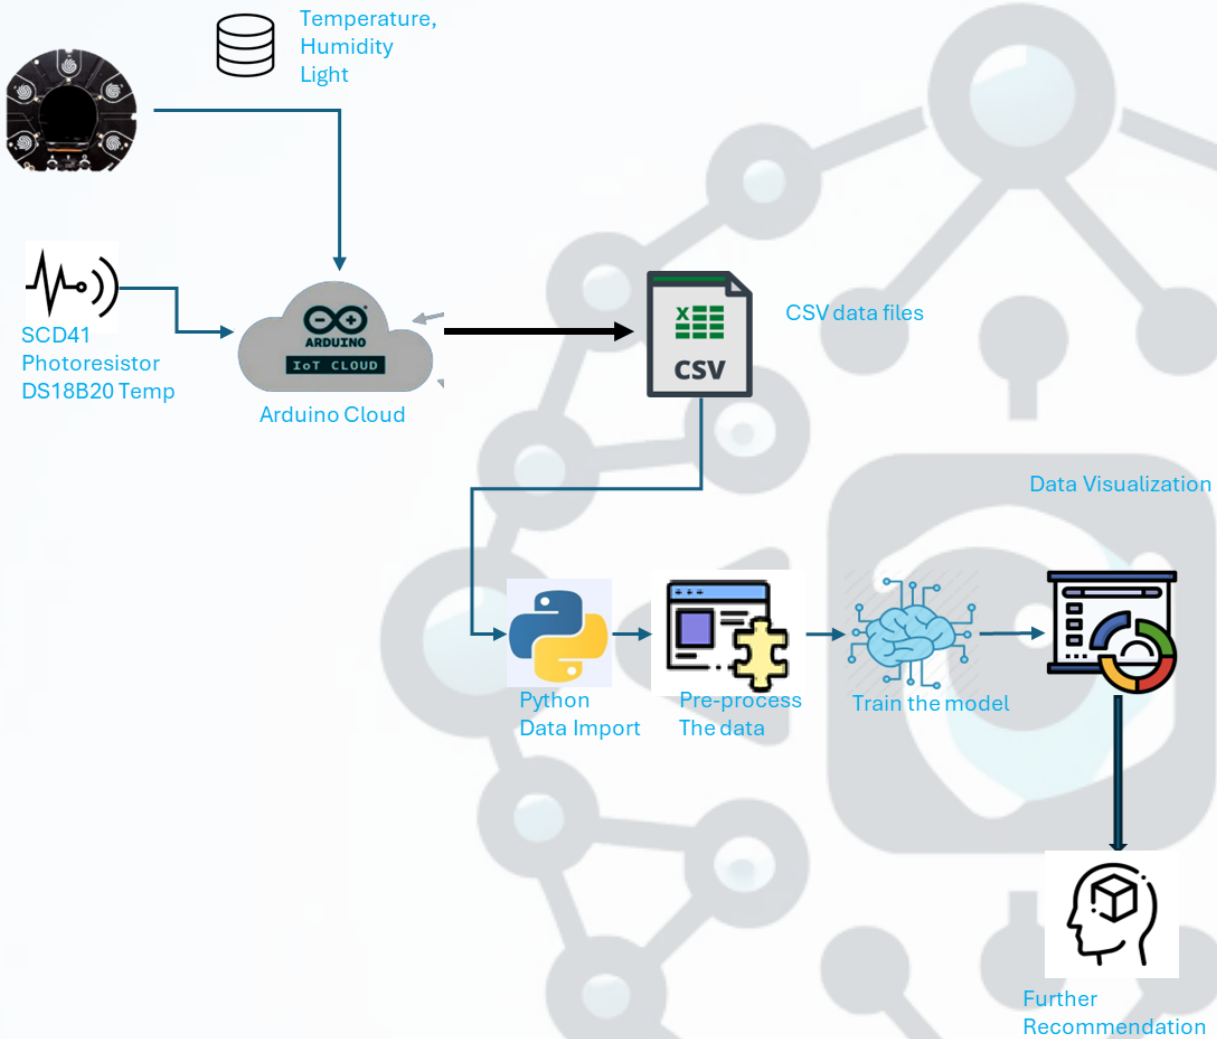 Temperature,
Humidity
Light
SCD41
Photoresistor
DS18B20 Temp
ARDUINO
IoT CLOUD
Arduino Cloud
X
CSV
CSV data files
Data Visualization
Python
Data Import
Pre-process
The data
Train the model
Further
Recommendation